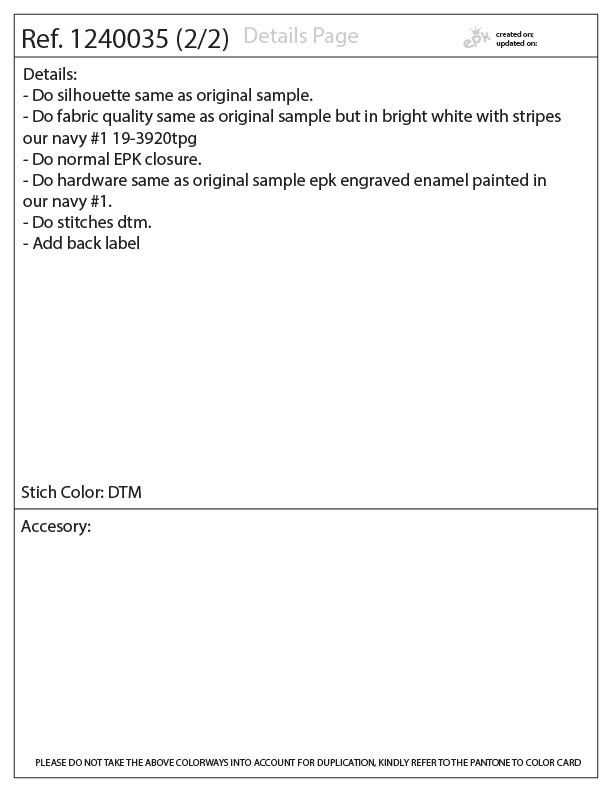 Ref. 1240035 (2/2) Details Page
epk
created on:
updated on:
Details:
- Do silhouette same as original sample.
- Do fabric quality same as original sample but in bright white with stripes
our navy #1 19-3920tpg
- Do normal EPK closure.
- Do hardware same as original sample epk engraved enamel painted in
our navy #1.
- Do stitches dtm.
- Add back label
Stich Color: DTM
Accesory:
PLEASE DO NOT TAKE THE ABOVE COLORWAYS INTO ACCOUNT FOR DUPLICATION, KINDLY REFER TO THE PANTONE TO COLOR CARD